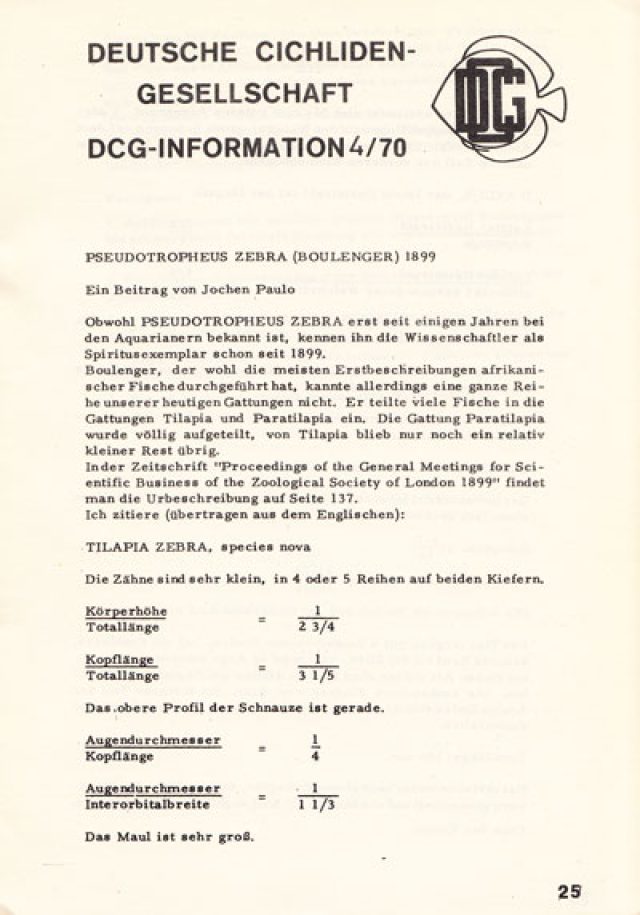 DEUTSCHE CICHLIDEN-
GESELLSCHAFT
DCG-INFORMATION 4/70
DCG
PSEUDOTROPHEUS ZEBRA (BOULENGER) 1899
Ein Beitrag von Jochen Paulo
Obwohl PSEUDOTROPHEUS ZEBRA erst seit einigen Jahren bei
den Aquarianern bekannt ist, kennen ihn die Wissenschaftler als
Spiritusexemplar schon seit 1899.
Boulenger, der wohl die meisten Erstbeschreibungen afrikani-
scher Fische durchgeführt hat, kannte allerdings eine ganze Rei-
he unserer heutigen Gattungen nicht. Er teilte viele Fische in die
Gattungen Tilapia und Paratilapia ein. Die Gattung Paratilapia
wurde völlig aufgeteilt, von Tilapia blieb nur noch ein relativ
kleiner Rest übrig.
In der Zeitschrift "Proceedings of the General Meetings for Sci-
entific Business of the Zoological Society of London 1899" findet
man die Urbeschreibung auf Seite 137.
Ich zitiere (übertragen aus dem Englischen):
TILAPIA ZEBRA, species nova
Die Zähne sind sehr klein, in 4 oder 5 Reihen auf beiden Kiefern.
Körperhöhe = 1
Totallänge 2 3/4
Kopflänge = 1
Totallänge 3 1/5
Das obere Profil der Schnauze ist gerade.
Augendurchmesser = 1
Kopflänge 4
Augendurchmesser = 1
Interorbitalbreite 1 1/3
Das Maul ist sehr groß.
25